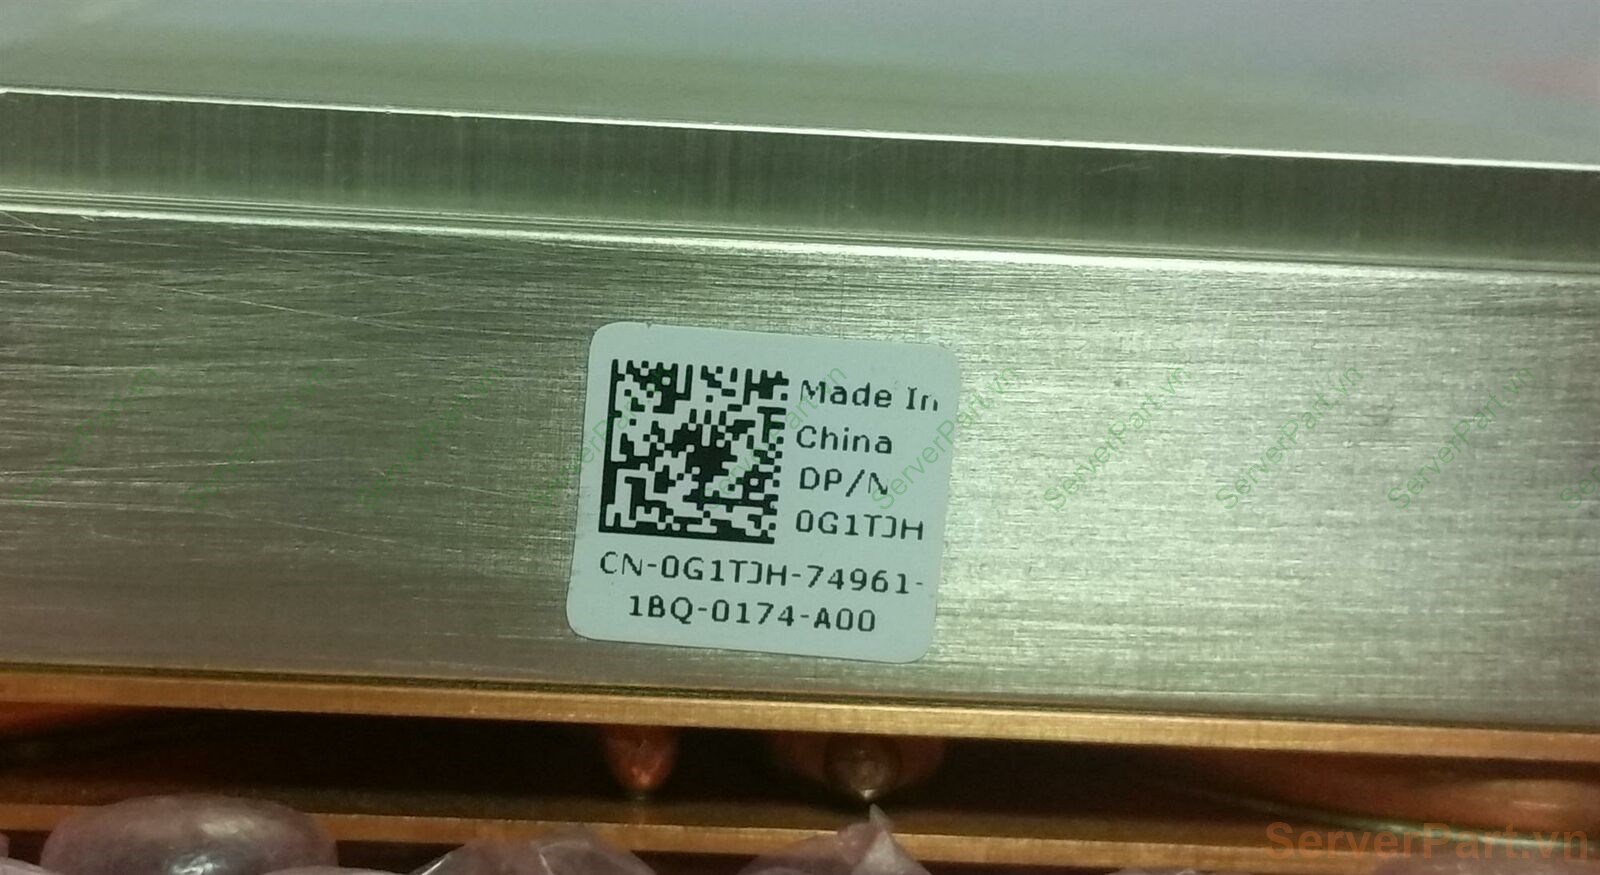 Made In
China
DP/N
0G1TJH
CN-0G1TJH-74961-
1BQ-0174-A00
ServerPart.vn